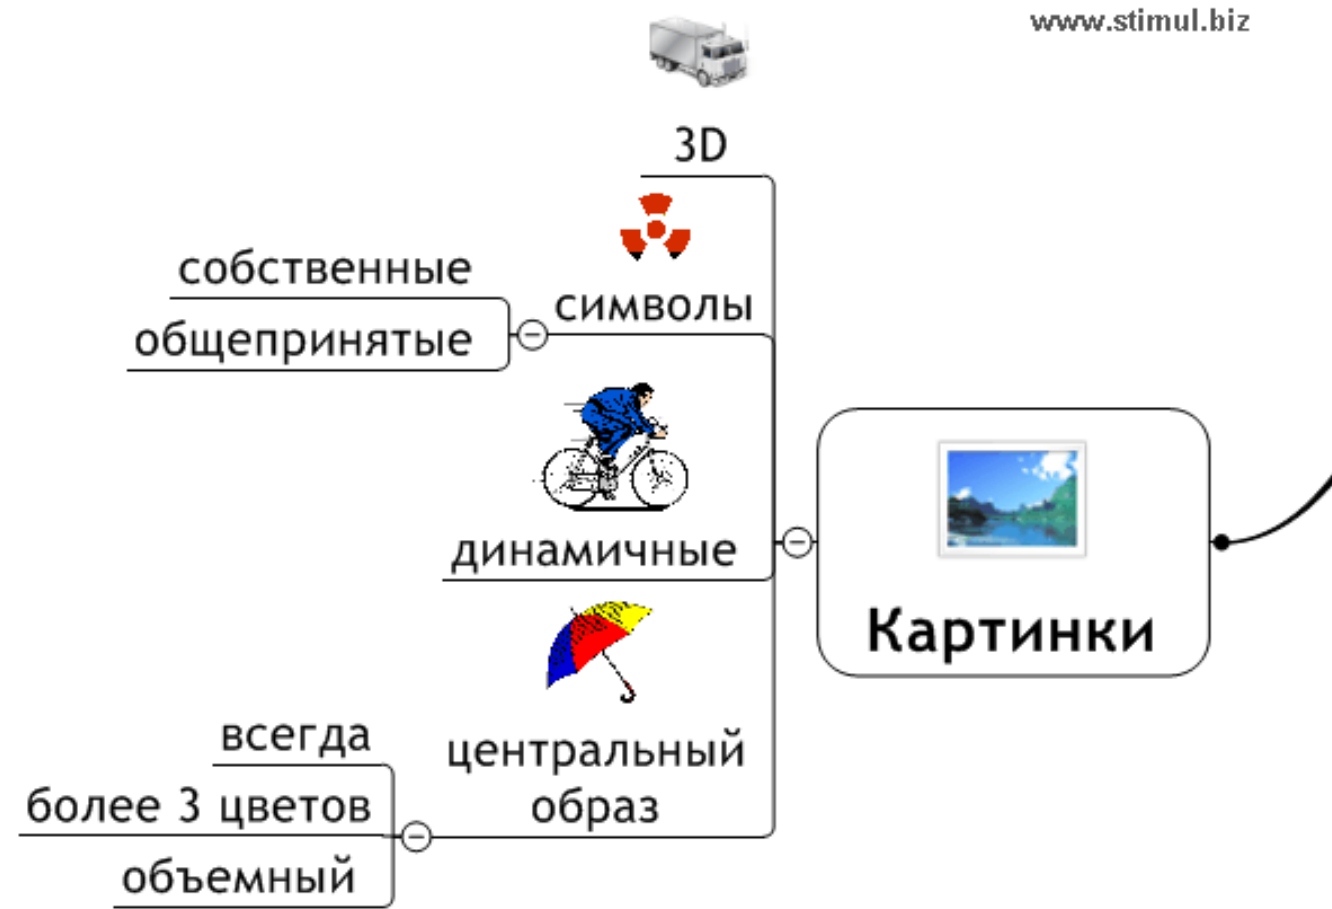 www.stimul.biz
3D
собственные
символы
общепринятые
динамичные
Картинки
всегда
центральный
более 3 цветов
образ
объемный